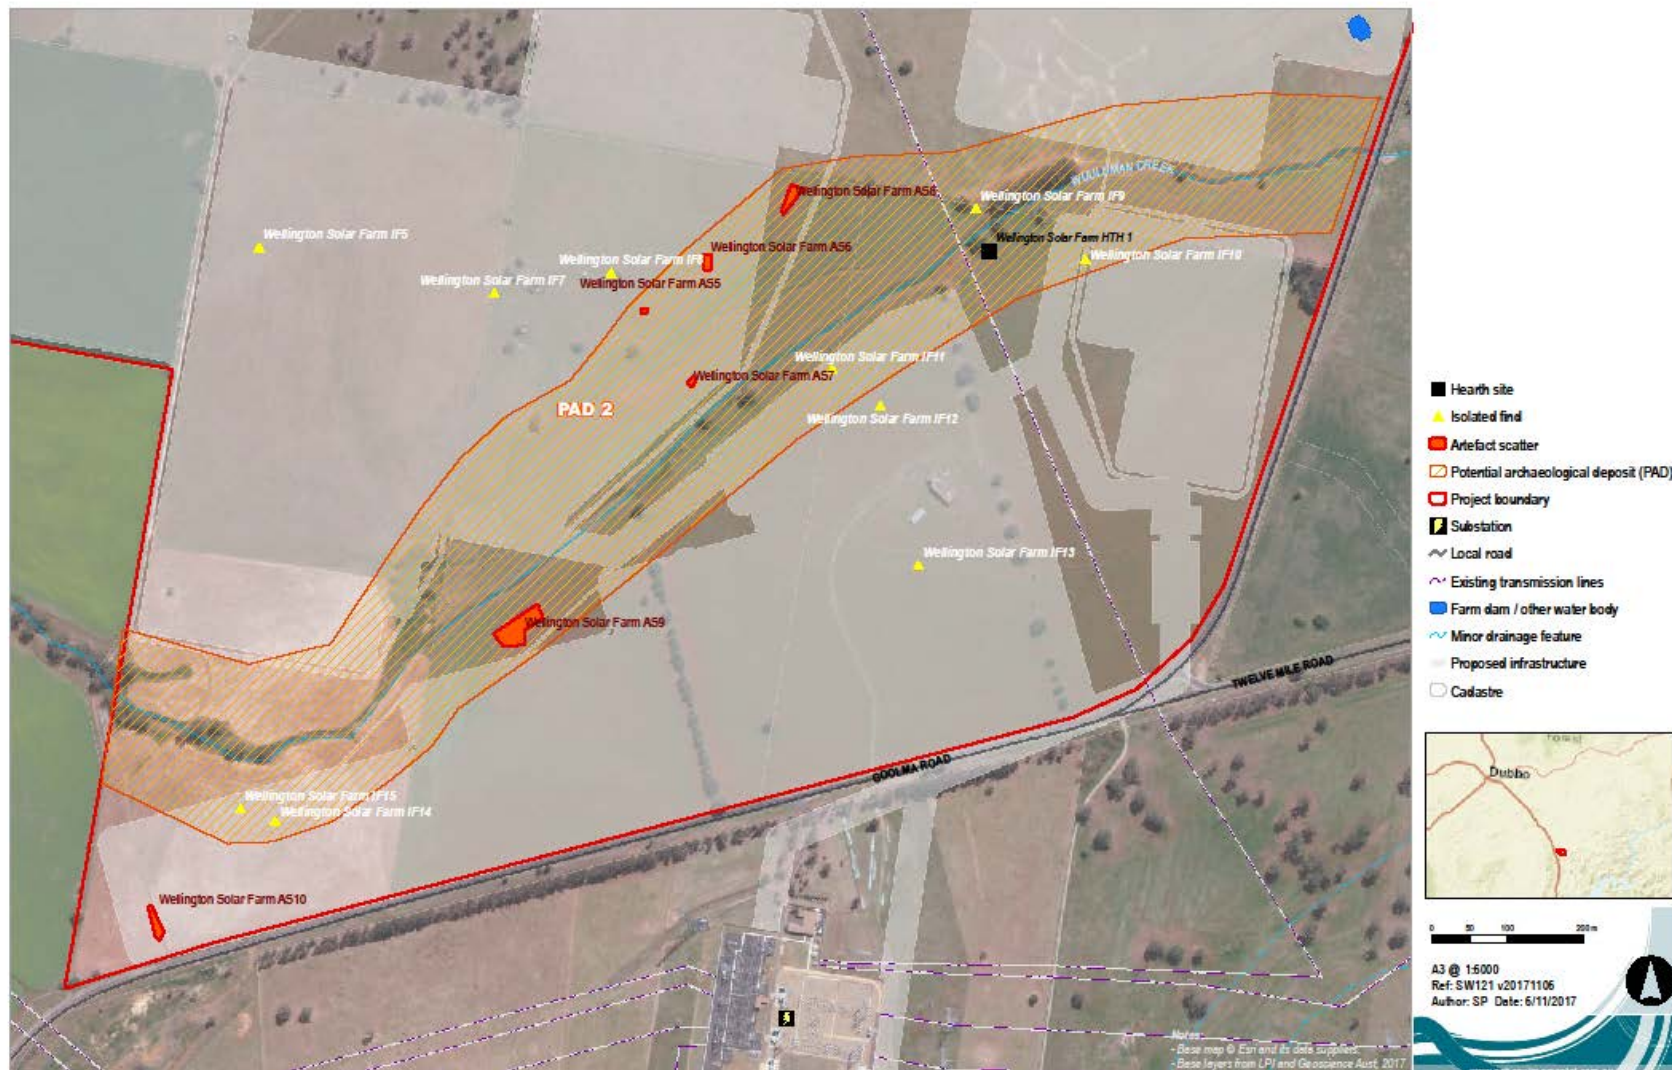 WUULUMAN CREEK
Wellington Solar Farm AS8
Wellington Solar Farm IF9
Wellington Solar Farm IF5
Wellington Solar Farm HTH 1
Wellington Solar Farm AS6
Wellington Solar Farm IF6
Wellington Solar Farm IF10
Wellington Solar Farm IF7
Wellington Solar Farm AS5
Wellington Solar Farm IF11
Wellington Solar Farm AS7
PAD 2
Wellington Solar Farm IF12
Wellington Solar Farm IF13
Wellington Solar Farm AS9
TWELVE MILE ROAD
GOOLMA ROAD
Wellington Solar Farm IF15
Wellington Solar Farm IF14
Wellington Solar Farm AS10
Notes:
- Base map © Esri and its data suppliers.
- Base layers from LPI and Geoscience Aust, 2017
Hearth site
Isolated find
Artefact scatter
Potential archaeological deposit (PAD)
Project boundary
Substation
Local road
Existing transmission lines
Farm dam / other water body
Minor drainage feature
Proposed infrastructure
Cadastre
Dubbo
0 50 100 200 m
A3 @ 1:6000
Ref: SW121 v20171106
Author: SP Date: 6/11/2017